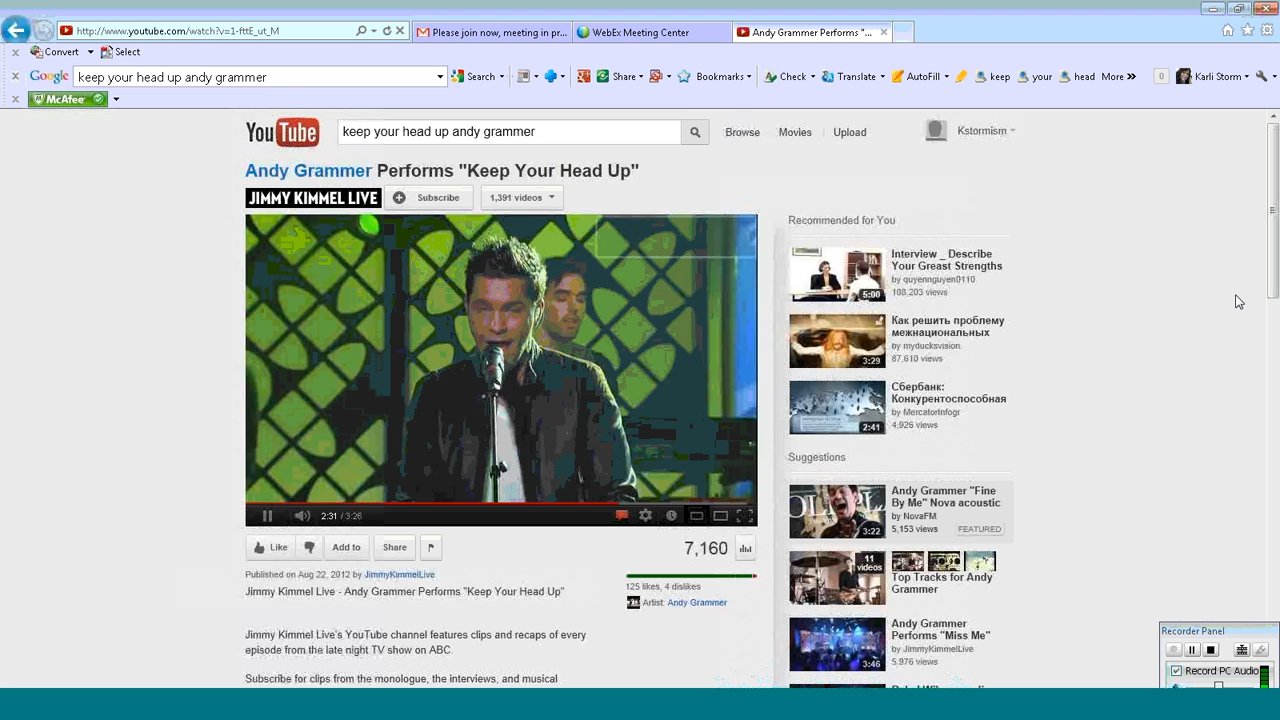 http://www.youtube.com/watch?v=1-fttE_ut_M
Please join now, meeting in pr...
WebEx Meeting Center
Andy Grammer Performs "...
x Convert Select
x Google keep your head up andy grammer Search Share Bookmarks Check Translate AutoFill keep your head More » 0 Karli Storm
x McAfee
YouTube keep your head up andy grammer Browse Movies Upload Kstormism
Andy Grammer Performs "Keep Your Head Up"
JIMMY KIMMEL LIVE Subscribe 1,391 videos
2:31 / 3:26
Like Add to Share 7,160
Published on Aug 22, 2012 by JimmyKimmelLive
125 likes, 4 dislikes
Jimmy Kimmel Live - Andy Grammer Performs "Keep Your Head Up"
Artist: Andy Grammer
Jimmy Kimmel Live's YouTube channel features clips and recaps of every
episode from the late night TV show on ABC.
Subscribe for clips from the monologue, the interviews, and musical
Recommended for You
Interview _ Describe
Your Greast Strengths
by quyennguyen0110
108,203 views
5:00
Как решить проблему
межнациональных
by myducksvision
87,610 views
3:29
Сбербанк:
Конкурентоспособная
by MercatorInfogr
4,926 views
2:41
Suggestions
Andy Grammer "Fine
By Me" Nova acoustic
by NovaFM
5,153 views FEATURED
3:22
11
videos
Top Tracks for Andy
Grammer
Andy Grammer
Performs "Miss Me"
by JimmyKimmelLive
5,976 views
3:46
Recorder Panel
Record PC Audio